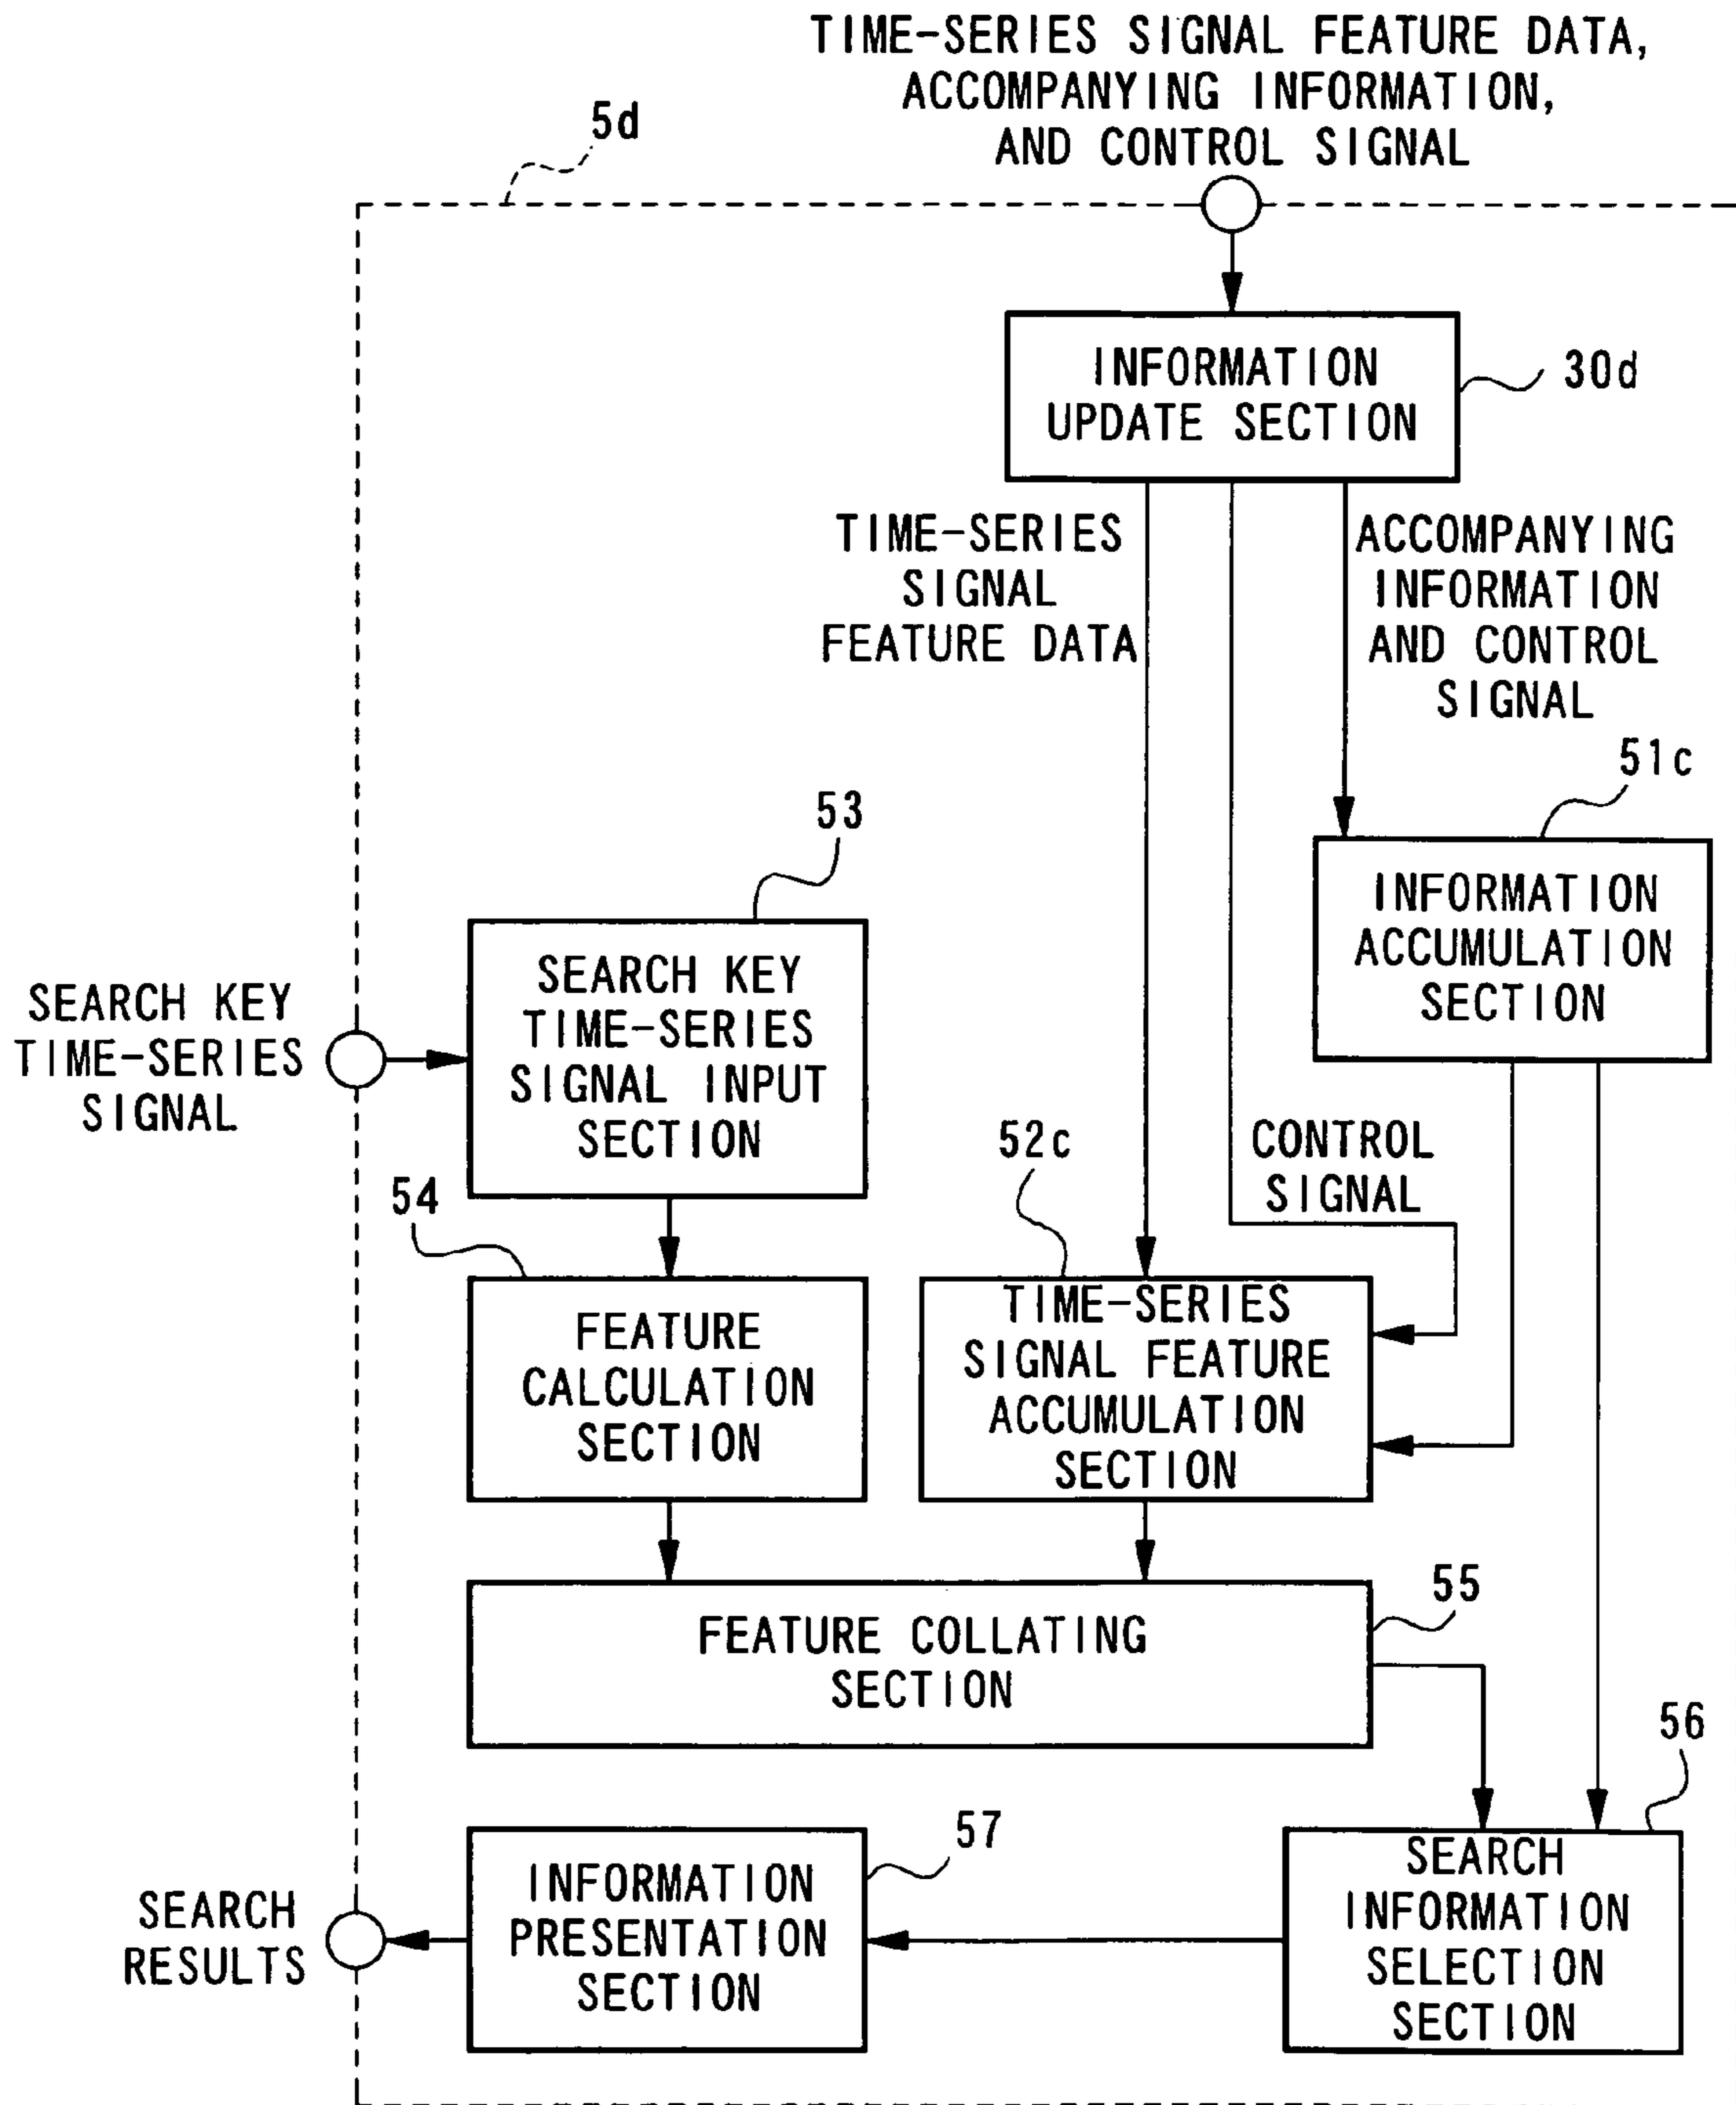 TIME-SERIES SIGNAL FEATURE DATA,
ACCOMPANYING INFORMATION,
AND CONTROL SIGNAL
5d
INFORMATION
UPDATE SECTION
30d
TIME-SERIES
SIGNAL
FEATURE DATA
ACCOMPANYING
INFORMATION
AND CONTROL
SIGNAL
51c
INFORMATION
ACCUMULATION
SECTION
53
SEARCH KEY
TIME-SERIES
SIGNAL INPUT
SECTION
SEARCH KEY
TIME-SERIES
SIGNAL
CONTROL
SIGNAL
52c
54
FEATURE
CALCULATION
SECTION
TIME-SERIES
SIGNAL FEATURE
ACCUMULATION
SECTION
55
FEATURE COLLATING
SECTION
56
57
SEARCH
INFORMATION
SELECTION
SECTION
INFORMATION
PRESENTATION
SECTION
SEARCH
RESULTS